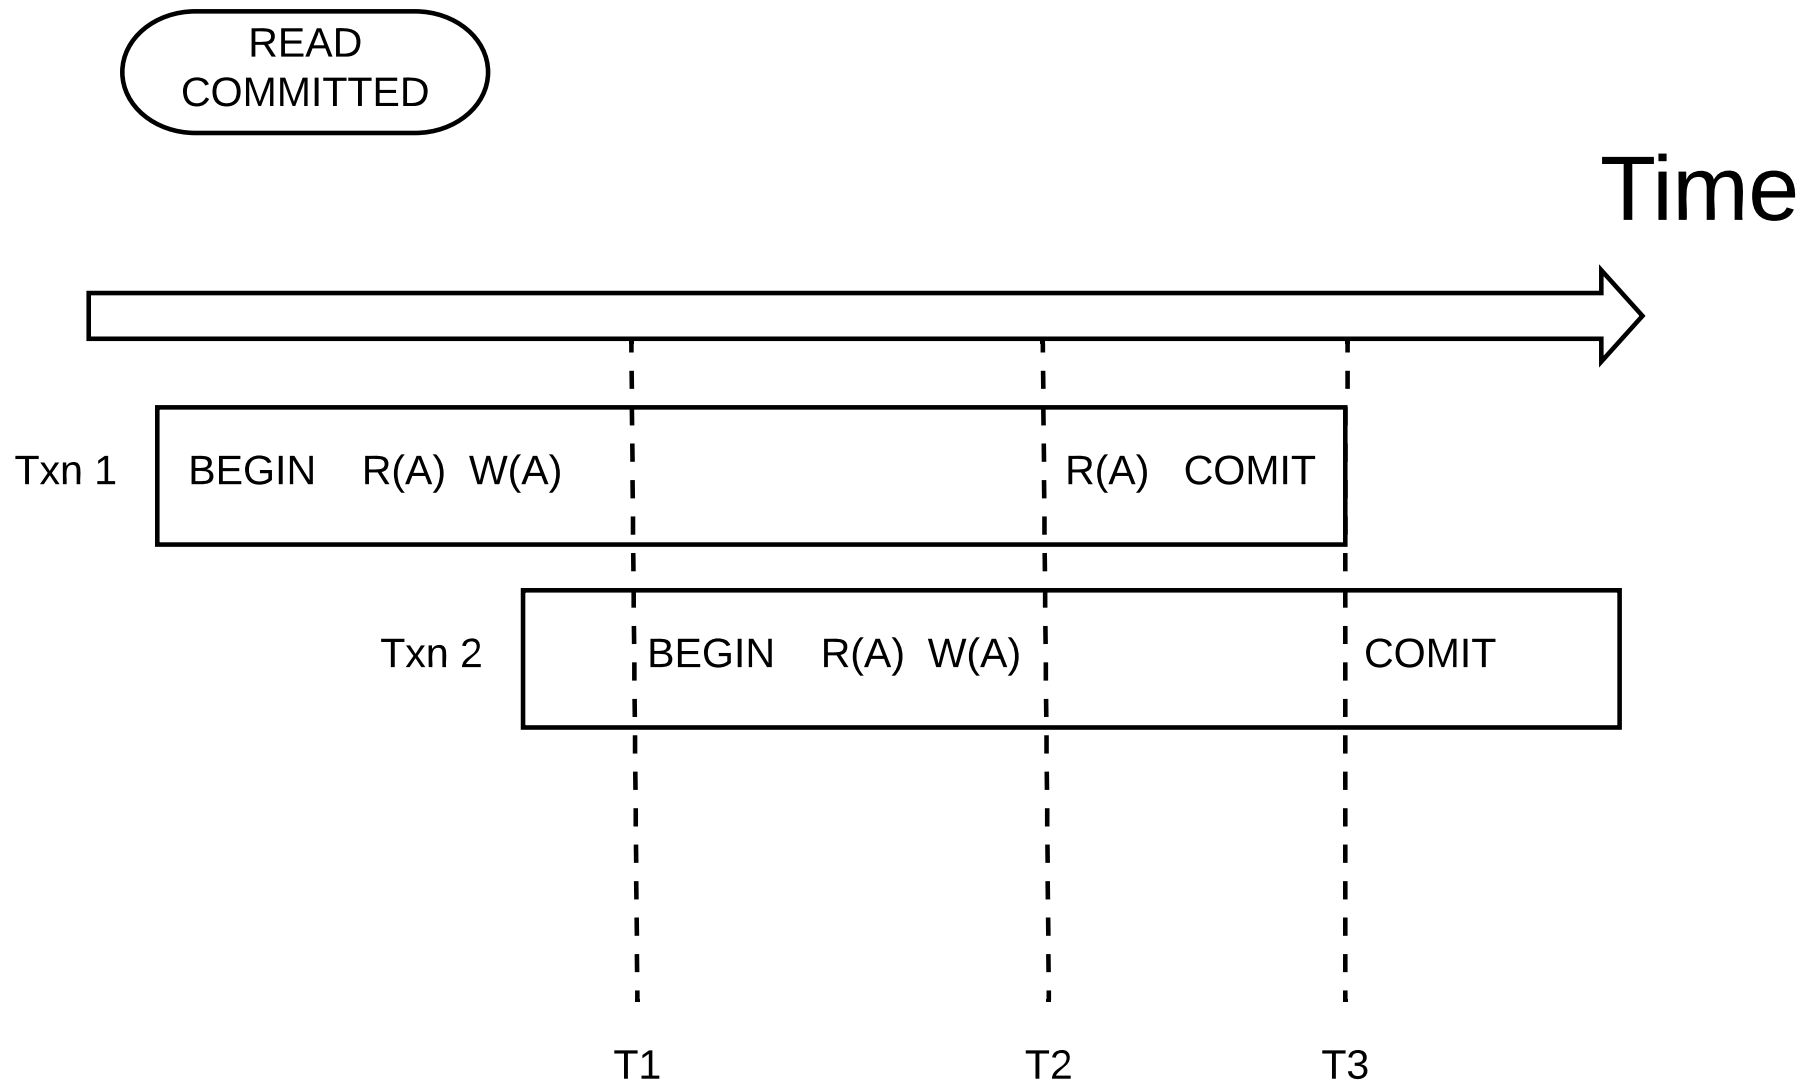 READ
COMMITTED
Time
Txn 1 BEGIN R(A) W(A) R(A) COMIT
Txn 2 BEGIN R(A) W(A) COMIT
T1 T2 T3